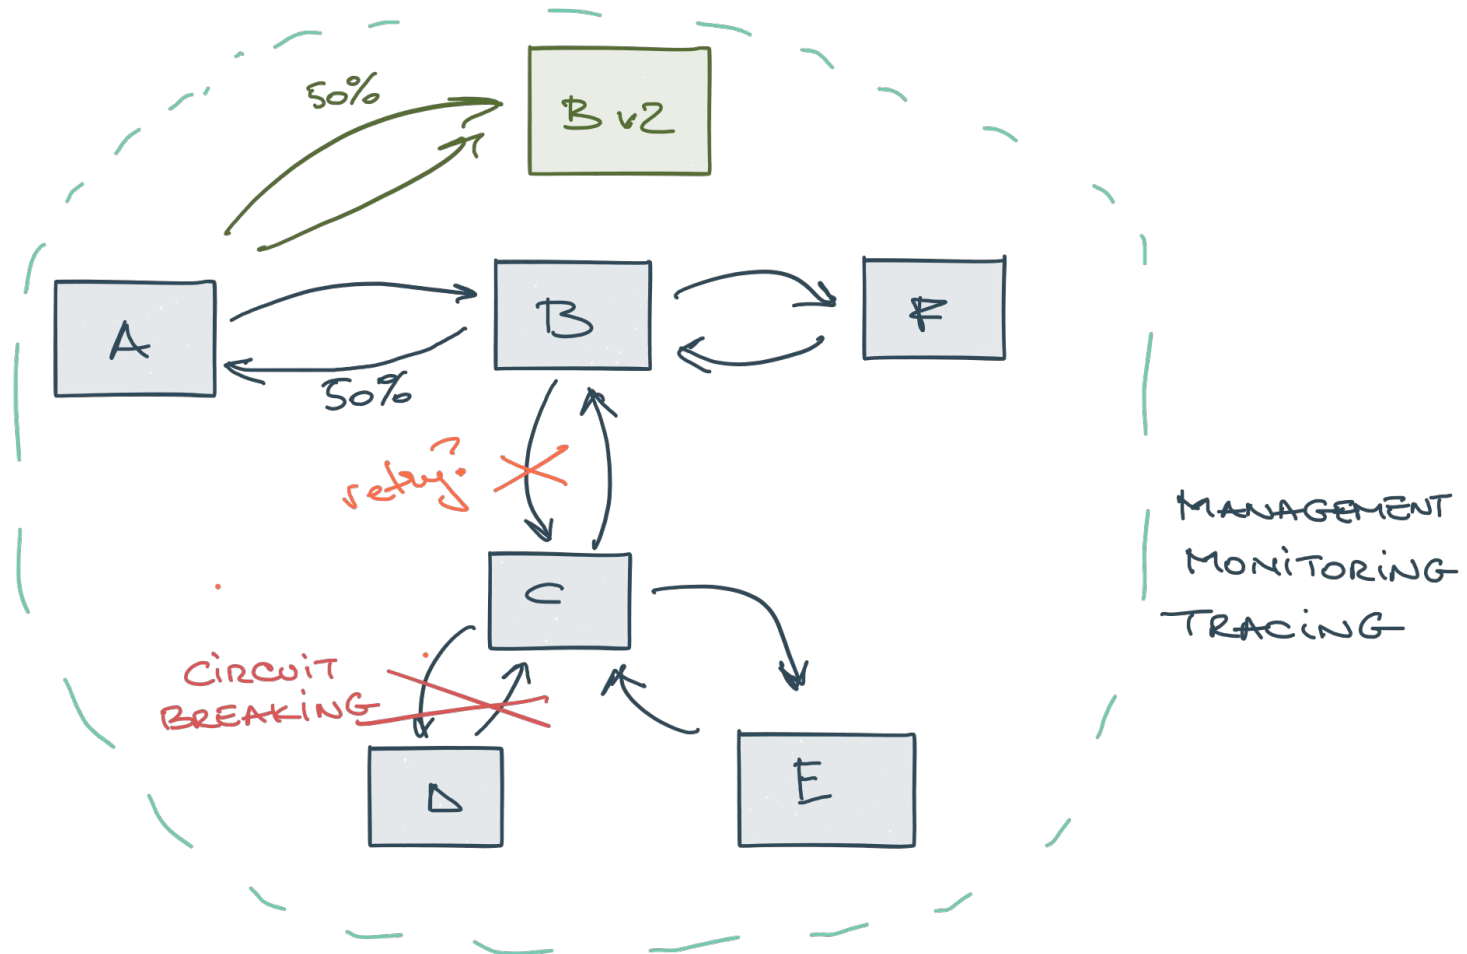 50%
B v2
A
B
F
50%
retry?
C
MANAGEMENT
MONITORING
TRACING
CIRCUIT
BREAKING
D
E